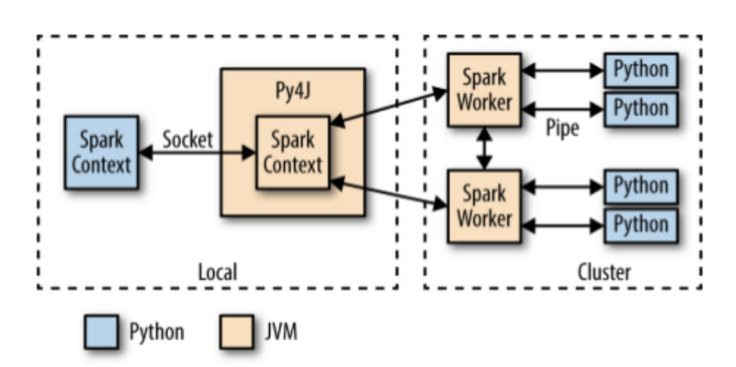 Spark
Context
Socket
Py4J
Spark
Context
Local
Spark
Worker
Python
Python
Pipe
Spark
Worker
Python
Python
Cluster
Python
JVM